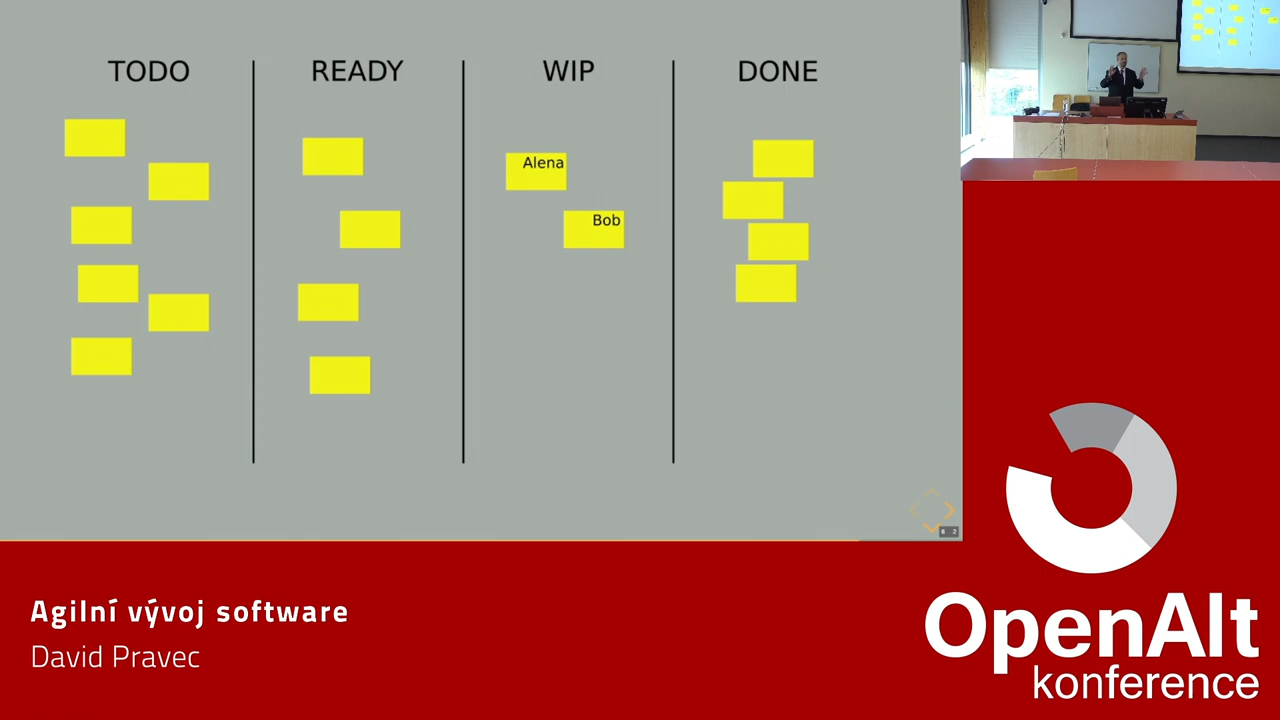 TODO
READY
WIP
DONE
Alena
Bob
Agilní vývoj software
David Pravec
OpenAlt
konference